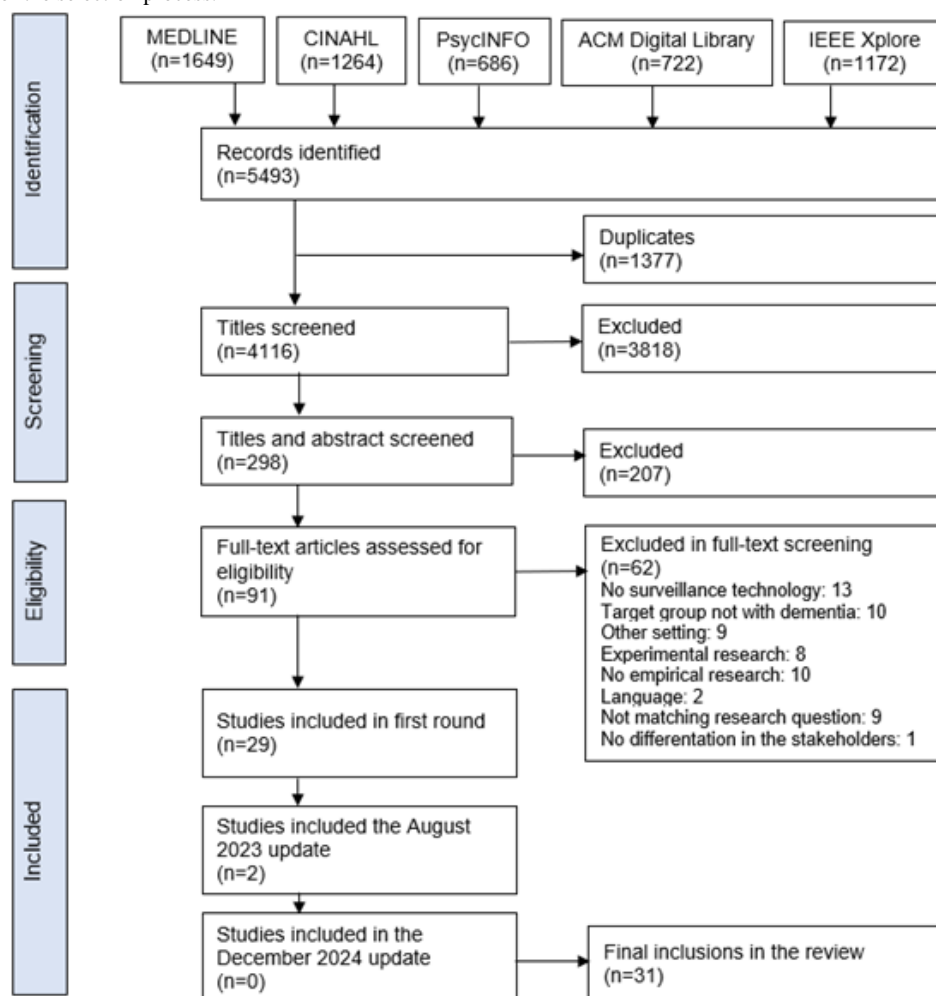 Identification
MEDLINE
(n=1649)
CINAHL
(n=1264)
PsycINFO
(n=686)
ACM Digital Library
(n=722)
IEEE Xplore
(n=1172)
Records identified
(n=5493)
Duplicates
(n=1377)
Screening
Titles screened
(n=4116)
Excluded
(n=3818)
Titles and abstract screened
(n=298)
Excluded
(n=207)
Eligibility
Full-text articles assessed for
eligibility
(n=91)
Excluded in full-text screening
(n=62)
No surveillance technology: 13
Target group not with dementia: 10
Other setting: 9
Experimental research: 8
No empirical research: 10
Language: 2
Not matching research question: 9
No differentation in the stakeholders: 1
Included
Studies included in first round
(n=29)
Studies included the August
2023 update
(n=2)
Studies included in the
December 2024 update
(n=0)
Final inclusions in the review
(n=31)